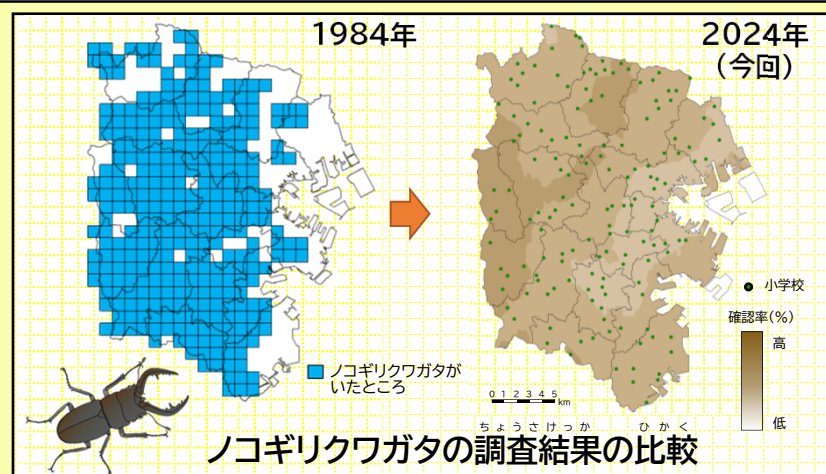 1984年
2024年
（今回）
小学校
確認率(%)
高
低
ノコギリクワガタが
いたところ
0 1 2 3 4 5
km
ちょうさけっか ひかく
ノコギリクワガタの調査結果の比較